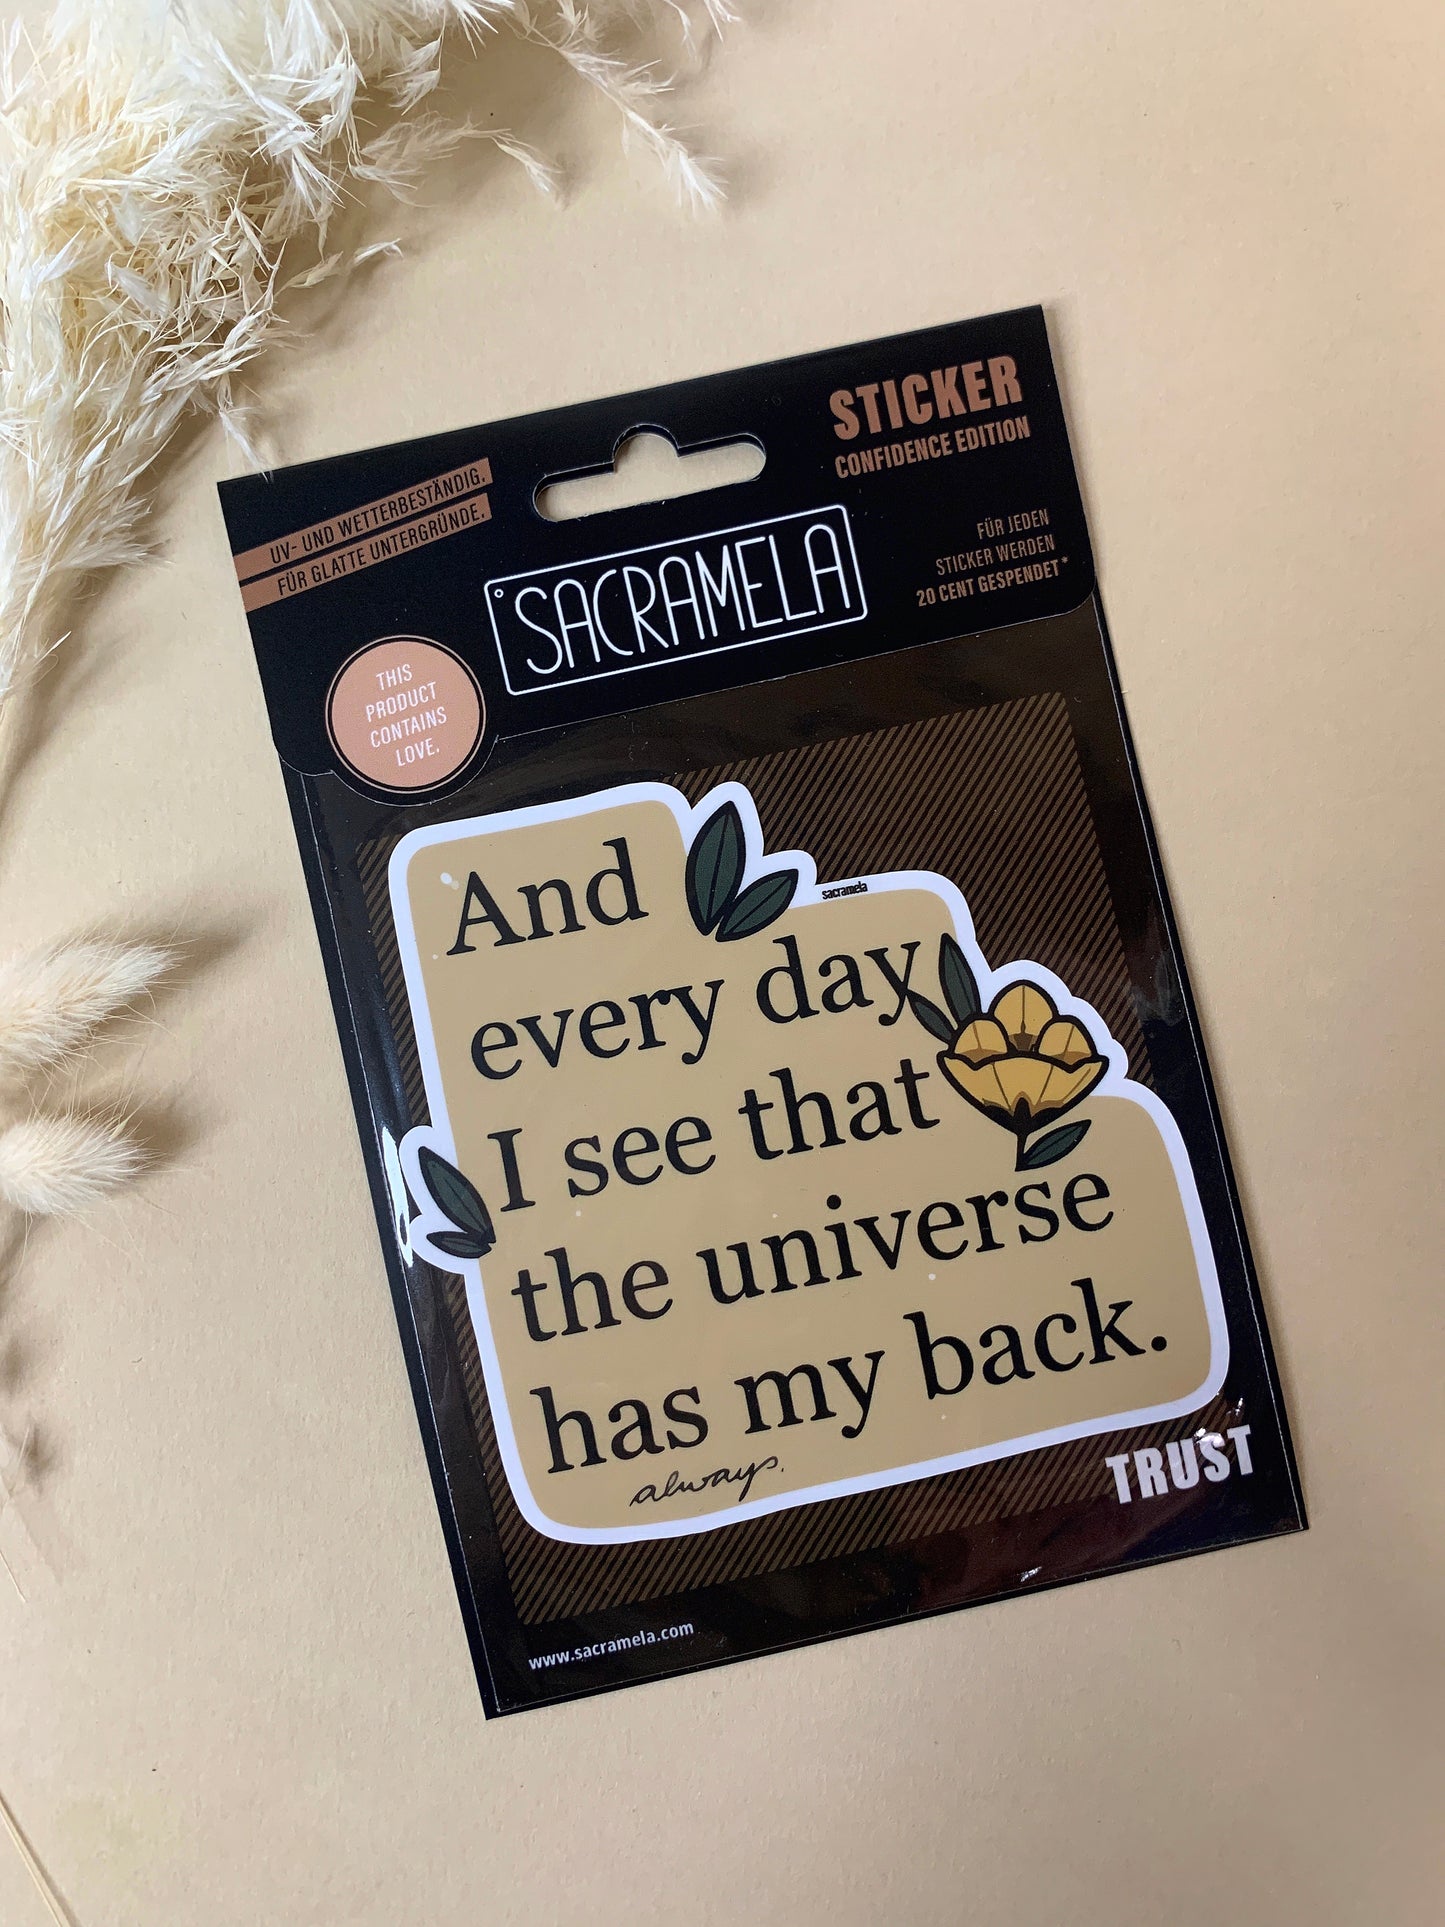 STICKER
CONFIDENCE EDITION
UV- UND WETTERBESTÄNDIG.
FÜR GLATTE UNTERGRÜNDE.
FÜR JEDEN
STICKER WERDEN
20 CENT GESPENDET*
SACRAMELA
THIS
PRODUCT
CONTAINS
LOVE.
And
sacramela
every day
I see that
the universe
has my back.
always.
TRUST
www.sacramela.com